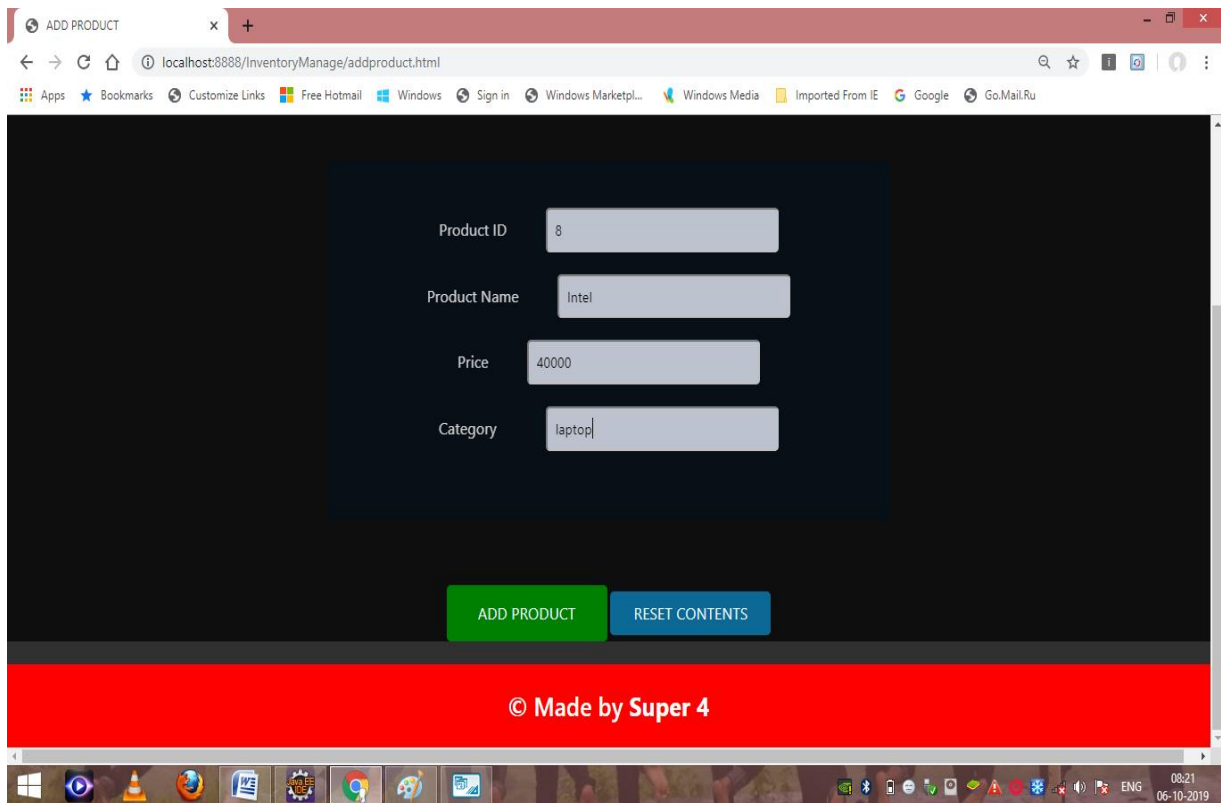 ADD PRODUCT
localhost:8888/InventoryManage/addproduct.html
Apps Bookmarks Customize Links Free Hotmail Windows Sign in Windows Marketpl... Windows Media Imported From IE Google Go.Mail.Ru
Product ID 8
Product Name Intel
Price 40000
Category laptop
ADD PRODUCT RESET CONTENTS
© Made by Super 4
ENG 08:21
06-10-2019